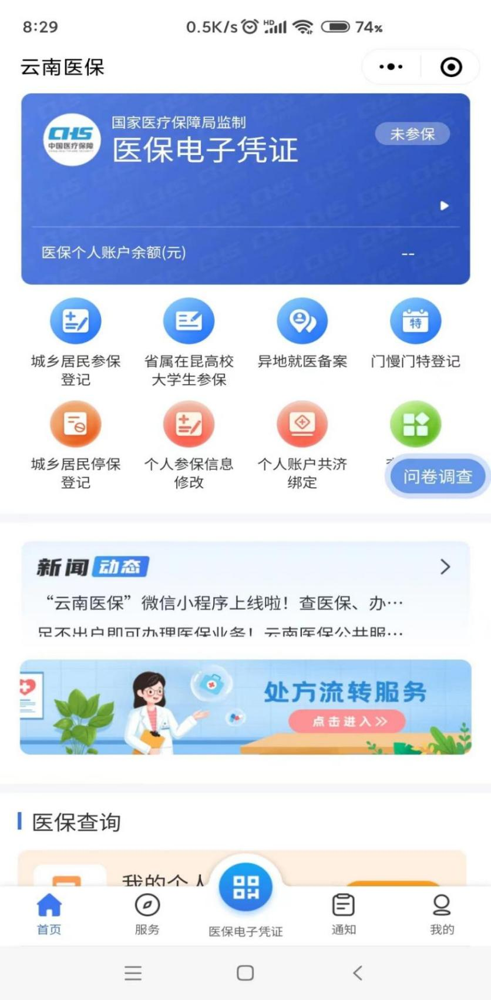 8:29
0.5K/s HD 74%
云南医保
国家医疗保障局监制
CHS
中国医疗保障
医保电子凭证
未参保
医保个人账户余额(元)
--
城乡居民参保
登记
省属在昆高校
大学生参保
异地就医备案
特
门慢门特登记
城乡居民停保
登记
个人参保信息
修改
个人账户共济
绑定
问卷调查
新闻 动态
“云南医保”微信小程序上线啦！查医保、办…
足不出户即可办理医保业务！云南医保公共服…
处方流转服务
点击进入
医保查询
我的个人
首页
服务
医保电子凭证
通知
我的